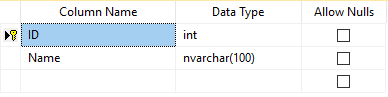 Column Name Data Type Allow Nulls
ID int
Name nvarchar(100)